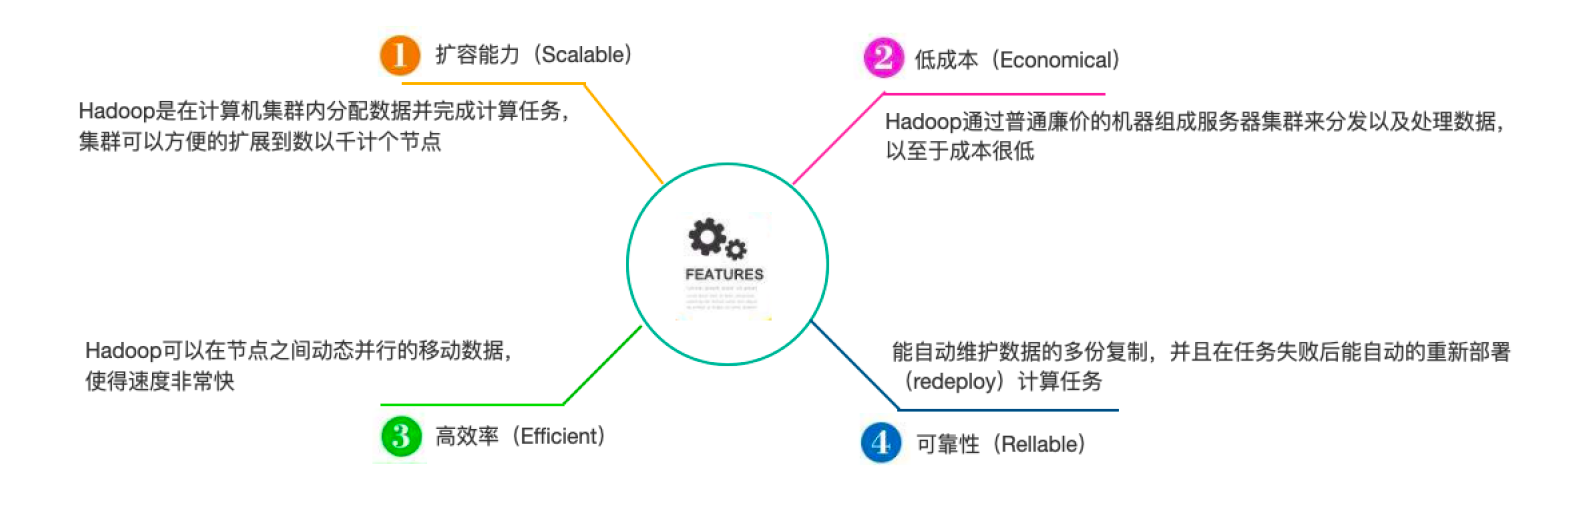 1 扩容能力（Scalable）
Hadoop是在计算机集群内分配数据并完成计算任务，
集群可以方便的扩展到数以千计个节点
2 低成本（Economical）
Hadoop通过普通廉价的机器组成服务器集群来分发以及处理数据，
以至于成本很低
FEATURES
Hadoop可以在节点之间动态并行的移动数据，
使得速度非常快
3 高效率（Efficient）
能自动维护数据的多份复制，并且在任务失败后能自动的重新部署
（redeploy）计算任务
4 可靠性（Rellable）